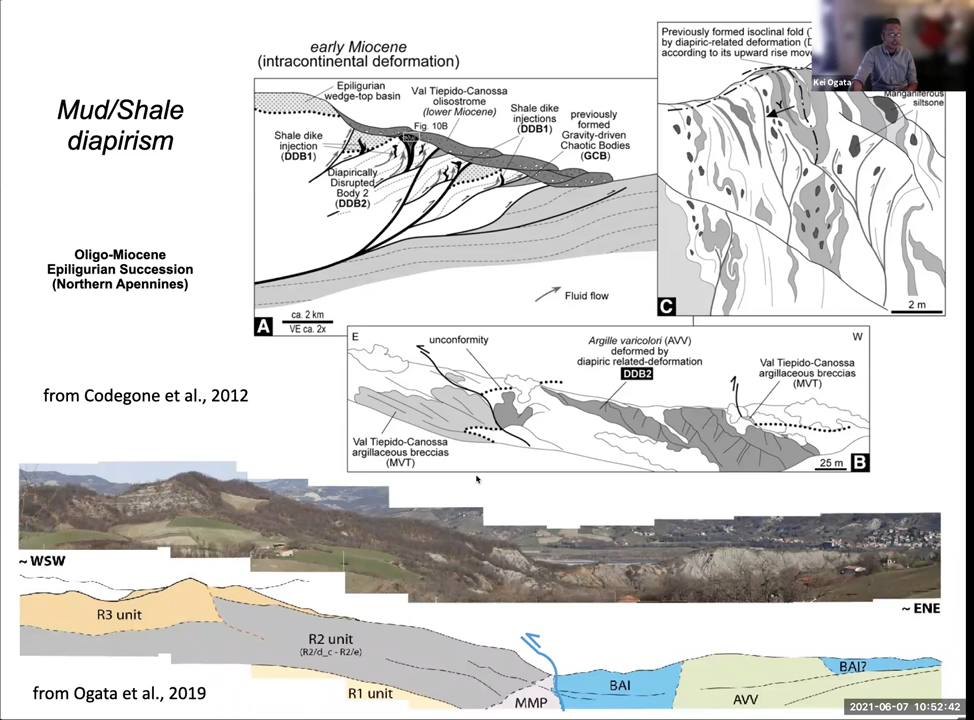 Mud/Shale
diapirism
Oligo-Miocene
Epiligurian Succession
(Northern Apennines)
from Codegone et al., 2012
early Miocene
(intracontinental deformation)
Epiligurian
wedge-top basin
Val Tiepido-Canossa
olisostrome
(lower Miocene)
Fig. 10B
Shale dike
injections
(DDB1)
previously
formed
Gravity-driven
Chaotic Bodies
(GCB)
Shale dike
injection
(DDB1)
Diapirically
Disrupted
Body 2
(DDB2)
Fluid flow
A
ca. 2 km
VE ca. 2x
Previously formed isoclinal fold
by diapiric-related deformation
according to its upward rise
Kei Ogata
Manganiferous
siltsone
Y
C
2 m
E
W
unconformity
Argille varicolori (AVV)
deformed by
diapiric related-deformation
DDB2
Val Tiepido-Canossa
argillaceous breccias
(MVT)
Val Tiepido-Canossa
argillaceous breccias
(MVT)
25 m
B
~ WSW
~ ENE
R3 unit
R2 unit
(R2/d_c - R2/e)
R1 unit
MMP
BAI
AVV
BAI?
from Ogata et al., 2019
2021-06-07 10:52:42